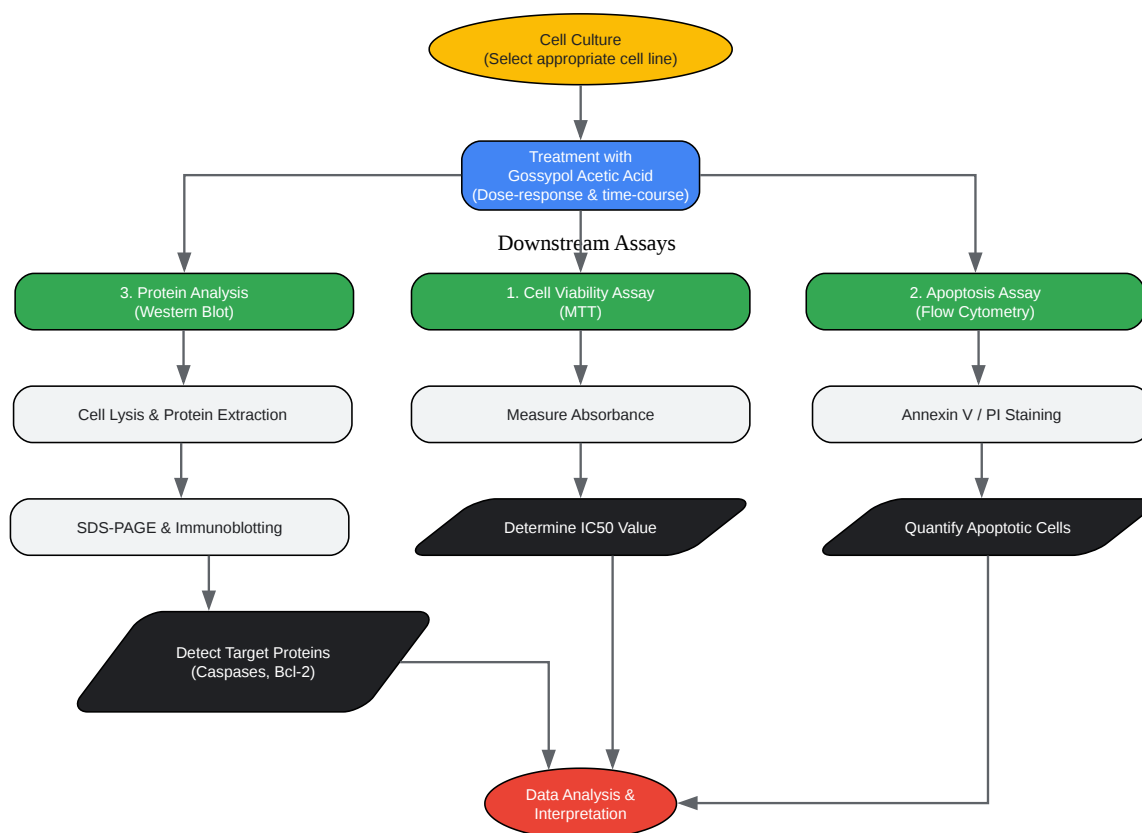 Cell Culture
(Select appropriate cell line)
Treatment with
Gossypol Acetic Acid
(Dose-response & time-course)
Downstream Assays
3. Protein Analysis
(Western Blot)
1. Cell Viability Assay
(MTT)
2. Apoptosis Assay
(Flow Cytometry)
Cell Lysis & Protein Extraction
Measure Absorbance
Annexin V / PI Staining
SDS-PAGE & Immunoblotting
Determine IC50 Value
Quantify Apoptotic Cells
Detect Target Proteins
(Caspases, Bcl-2)
Data Analysis &
Interpretation